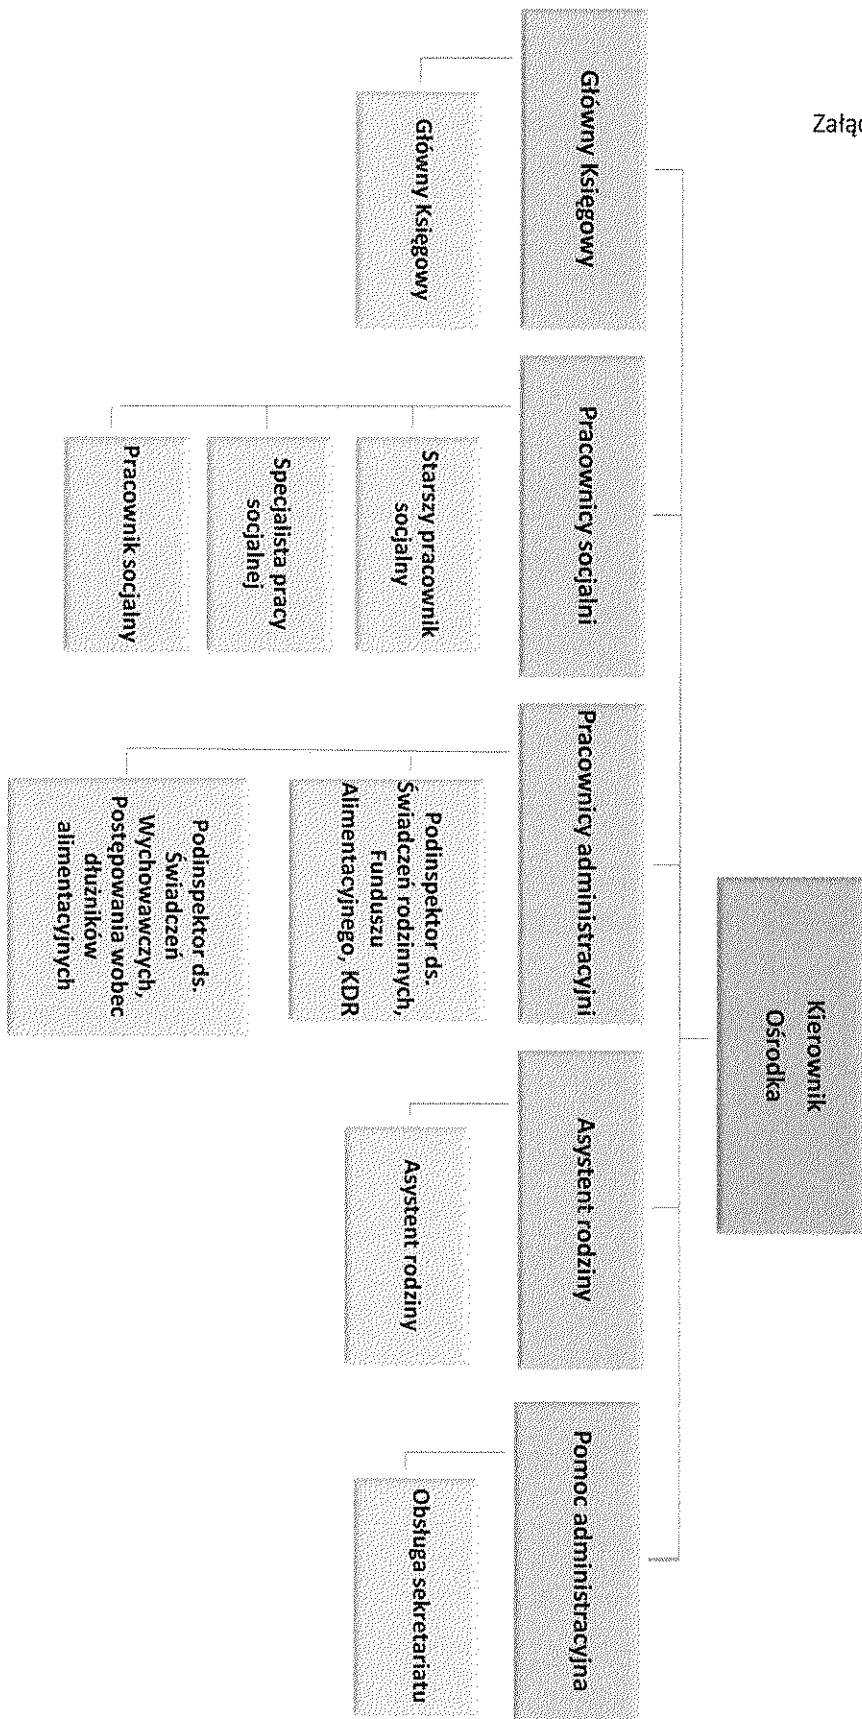 Załąc
Kierownik
Ośrodka
Główny Księgowy
Główny Księgowy
Pracownicy socjalni
Starszy pracownik
socjalny
Specjalista pracy
socjalnej
Pracownik socjalny
Pracownicy administracyjni
Podinspektor ds.
Świadczeń rodzinnych,
Funduszu
Alimentacyjnego, KDR
Podinspektor ds.
Świadczeń
Wychowawczych,
Postępowania wobec
dłużników
alimentacyjnych
Asystent rodziny
Asystent rodziny
Pomoc administracyjna
Obsługa sekretariatu